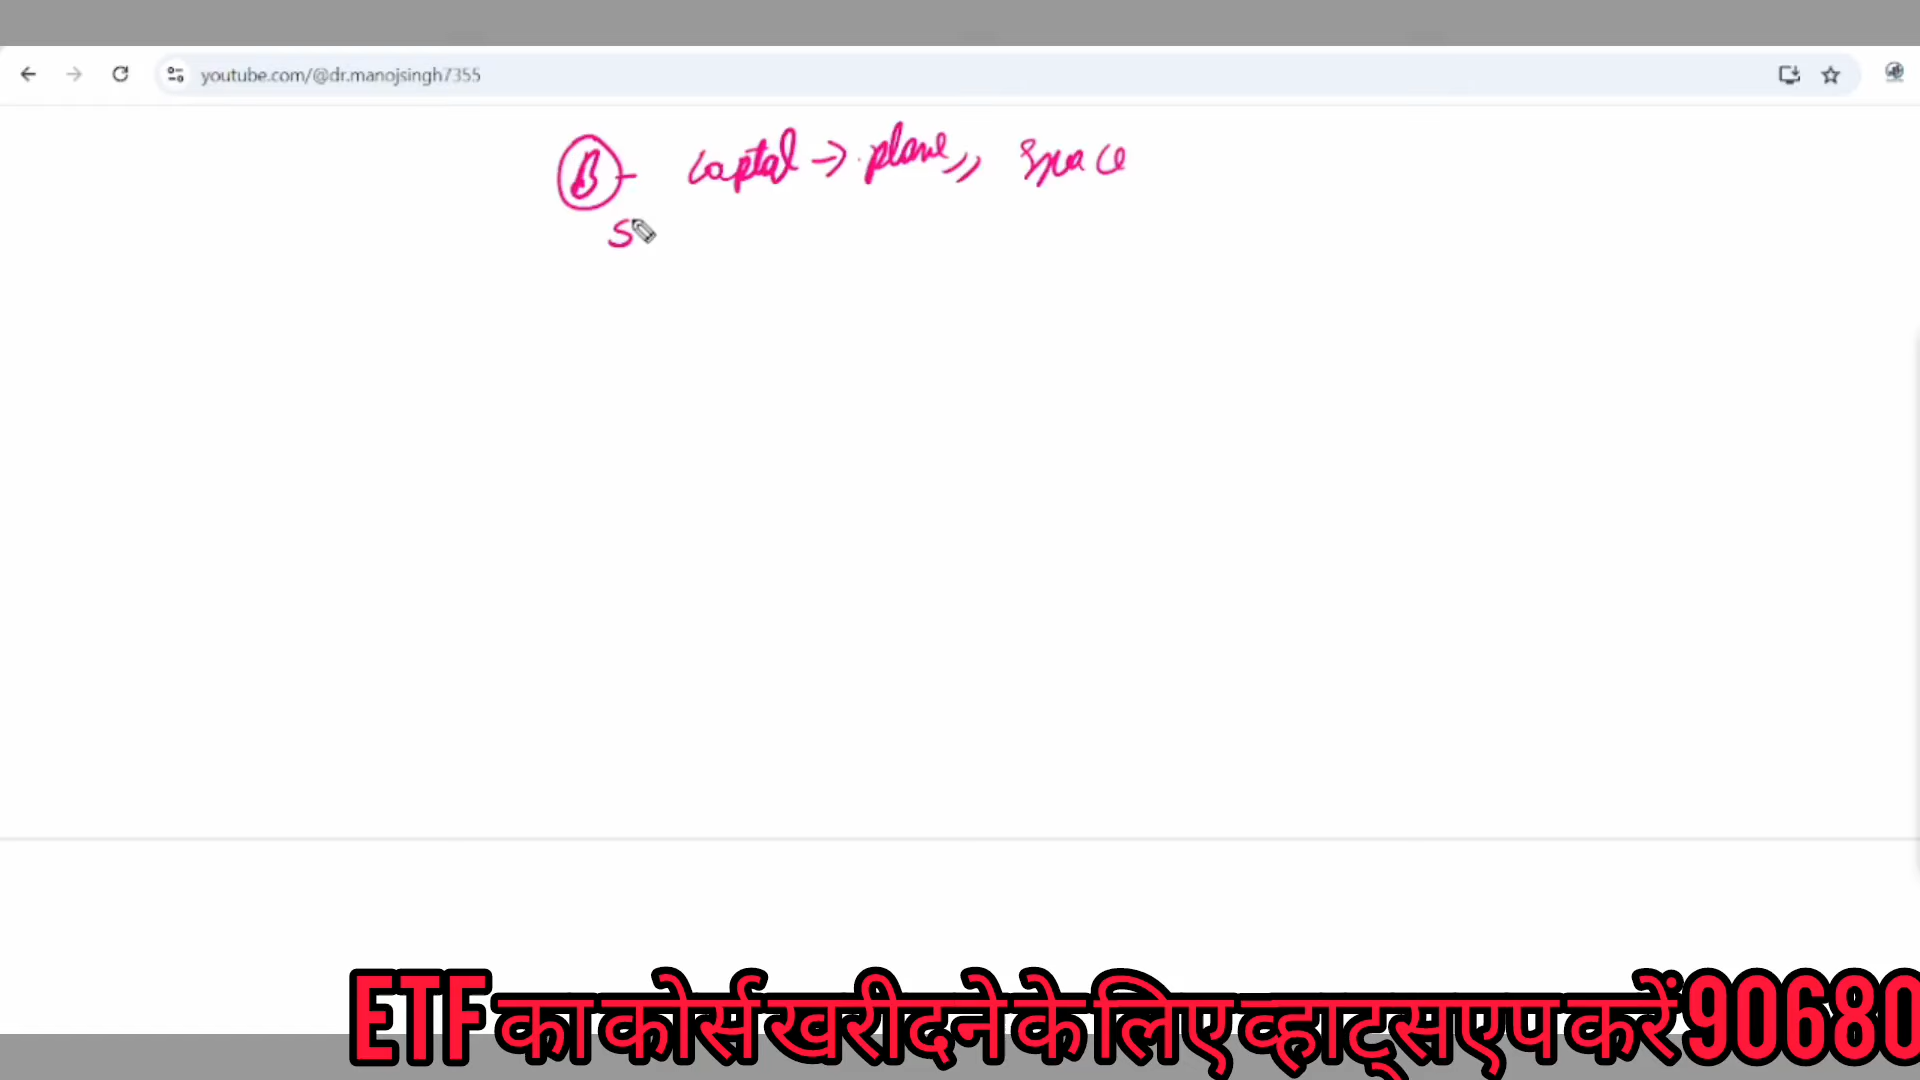 youtube.com/@dr.manojsingh7355
B- Capital → plane,, Space
S
ETF का कोर्स खरीदने के लिए व्हाट्सएप करें 90680